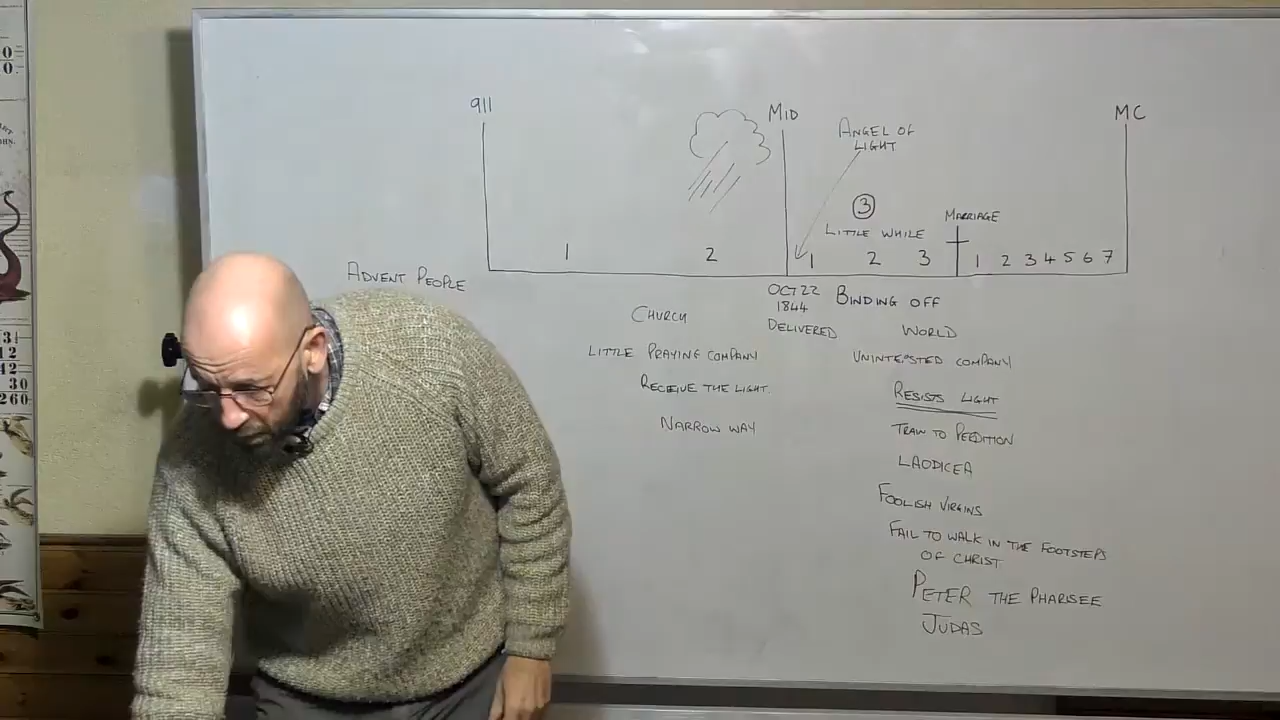 911
MID
MC
ANGEL OF
LIGHT
3
MARRIAGE
LITTLE WHILE
1 2 1 2 3 1 2 3 4 5 6 7
ADVENT PEOPLE
OCT 22
1844
DELIVERED
BINDING OFF
CHURCH
LITTLE PRAYING COMPANY
RECEIVE THE LIGHT.
NARROW WAY
WORLD
UNINTERSTED COMPANY
RESISTS LIGHT
TRAIN TO PERDITION
LAODICEA
FOOLISH VIRGINS
FAIL TO WALK IN THE FOOTSTEPS
OF CHRIST
PETER THE PHARISEE
JUDAS
30
260